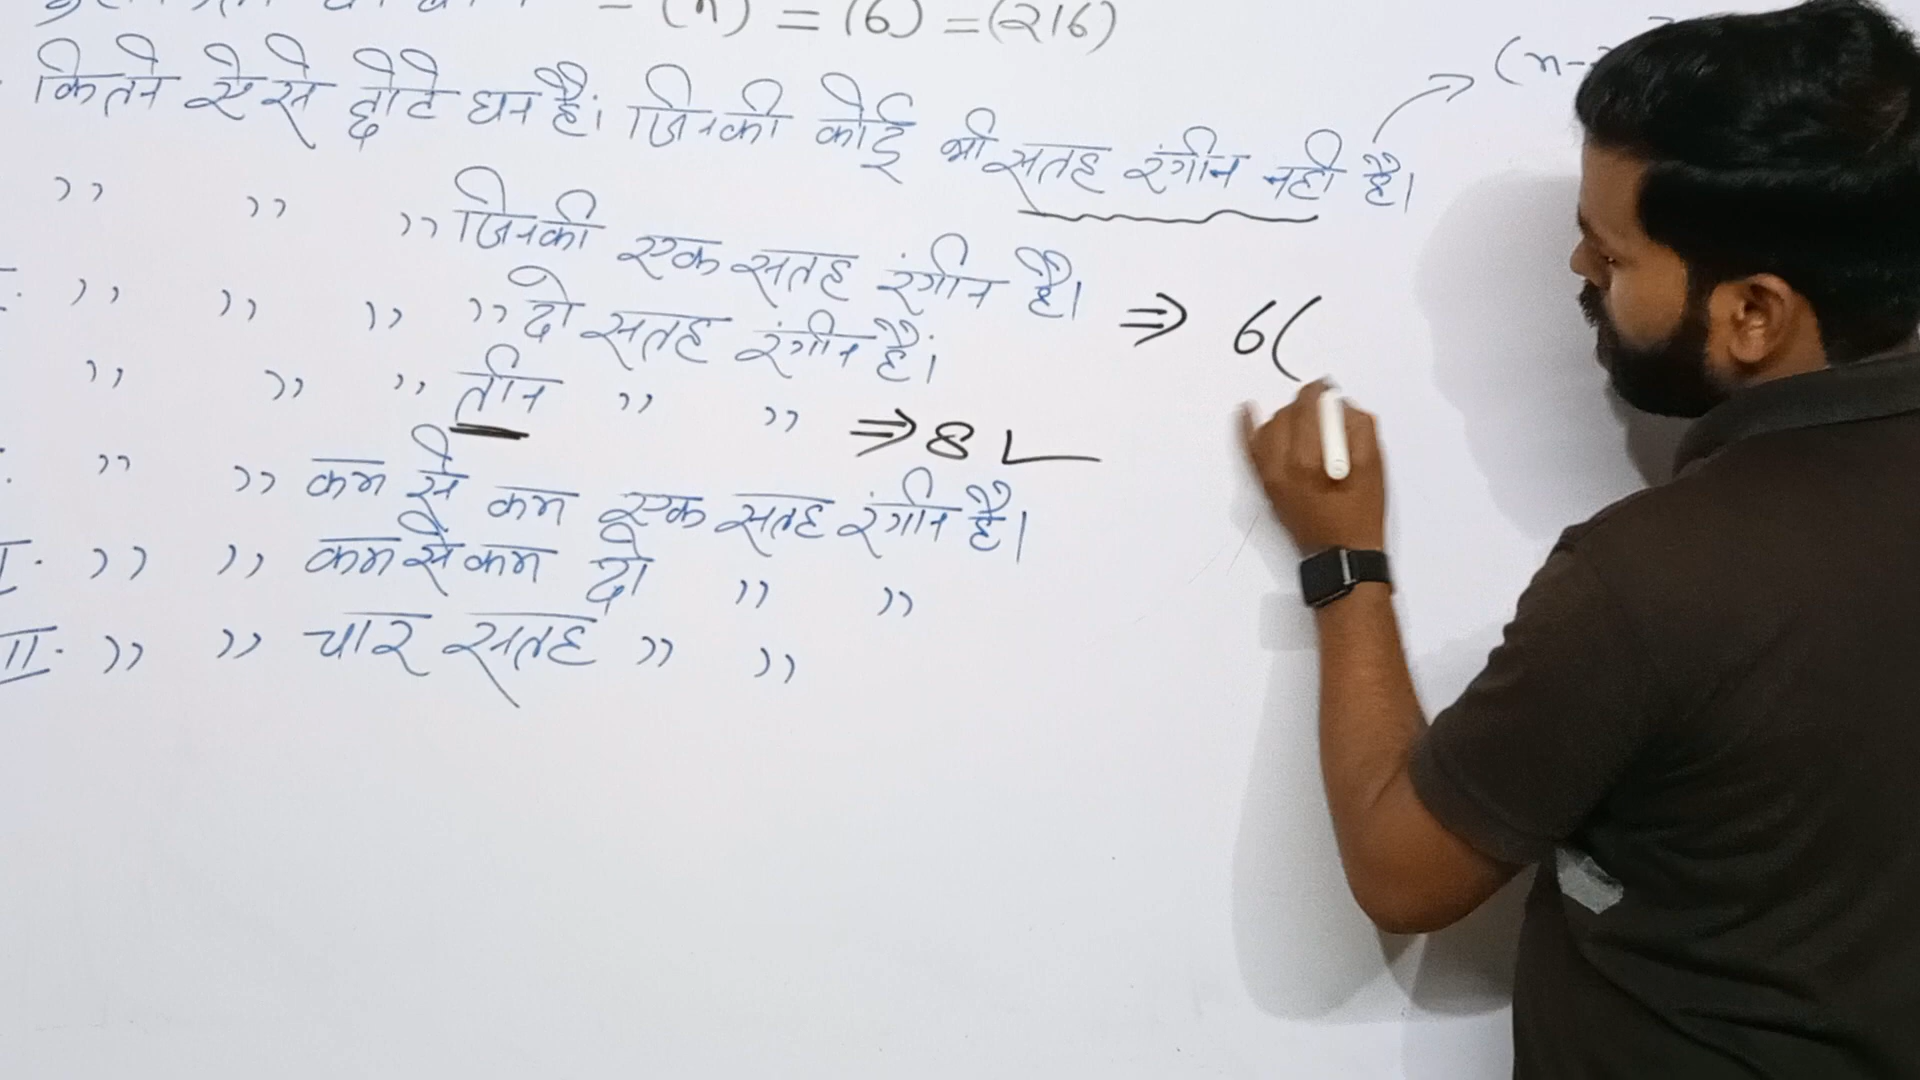 = (n) = (6) = (216)
कितने ऐसे छोटे घन हैं। जिनकी कोई भी सतह रंगीन नही है। (n-
,, ,, ,, जिनकी एक सतह रंगीन है। ⇒ 6(
,, ,, ,, ,, दो सतह रंगीन हैं।
,, ,, ,, तीन ,, ,, ⇒ 8
,, ,, कम से कम एक सतह रंगीन है।
,, ,, कम से कम दो ,, ,,
II. ,, ,, चार सतह ,, ,,